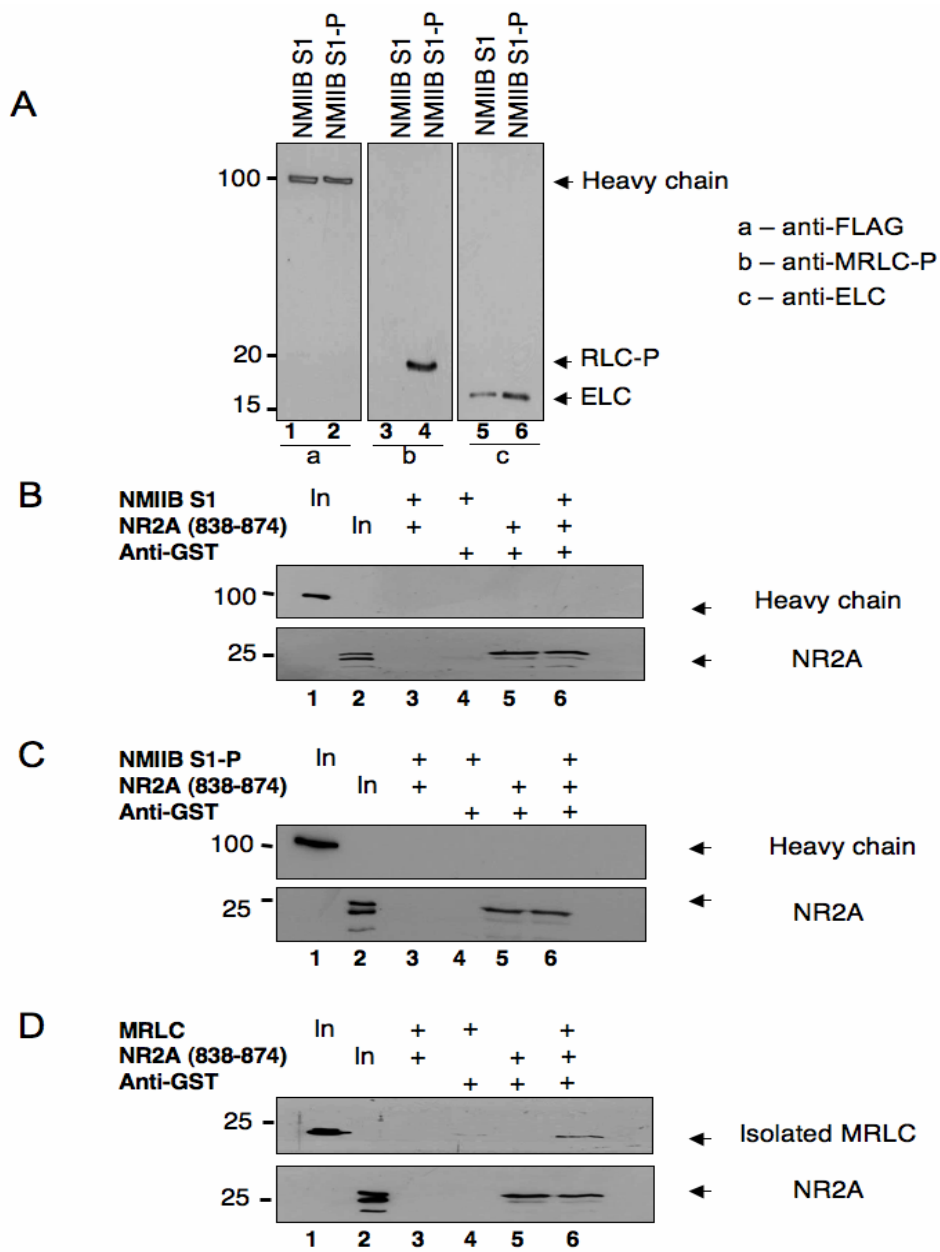 A
NMIIB S1
NMIIB S1-P
NMIIB S1
NMIIB S1-P
NMIIB S1
NMIIB S1-P
100
Heavy chain
a – anti-FLAG
b – anti-MRLC-P
c – anti-ELC
20
RLC-P
15
ELC
1 2 3 4 5 6
a b c
B
NMIIB S1 In + + +
NR2A (838-874) In + + +
Anti-GST + + +
100 Heavy chain
25 NR2A
1 2 3 4 5 6
C
NMIIB S1-P In + + +
NR2A (838-874) In + + +
Anti-GST + + +
100 Heavy chain
25 NR2A
1 2 3 4 5 6
D
MRLC In + + +
NR2A (838-874) In + + +
Anti-GST + + +
25 Isolated MRLC
25 NR2A
1 2 3 4 5 6